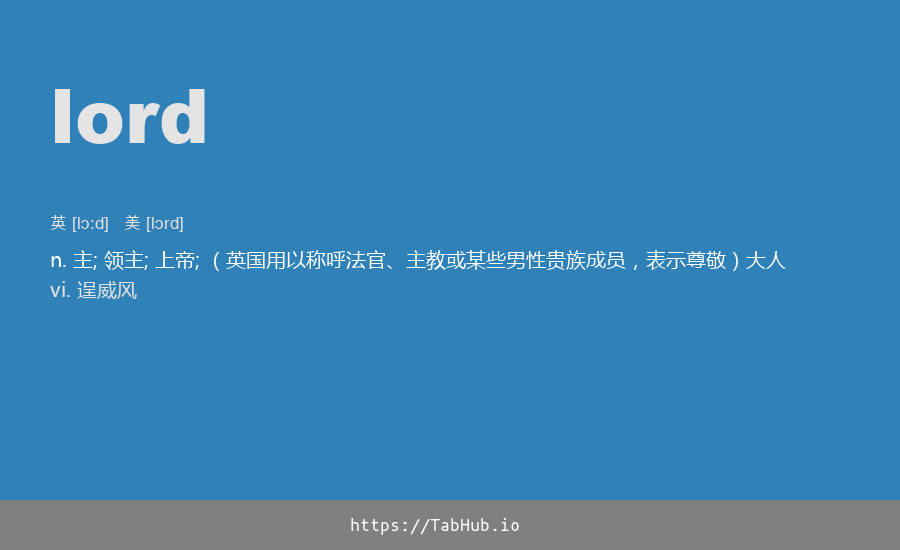 lord
英 [lɔ:d] 美 [lɔrd]
n. 主; 领主; 上帝; （英国用以称呼法官、主教或某些男性贵族成员，表示尊敬）大人
vi. 逞威风
https://TabHub.io